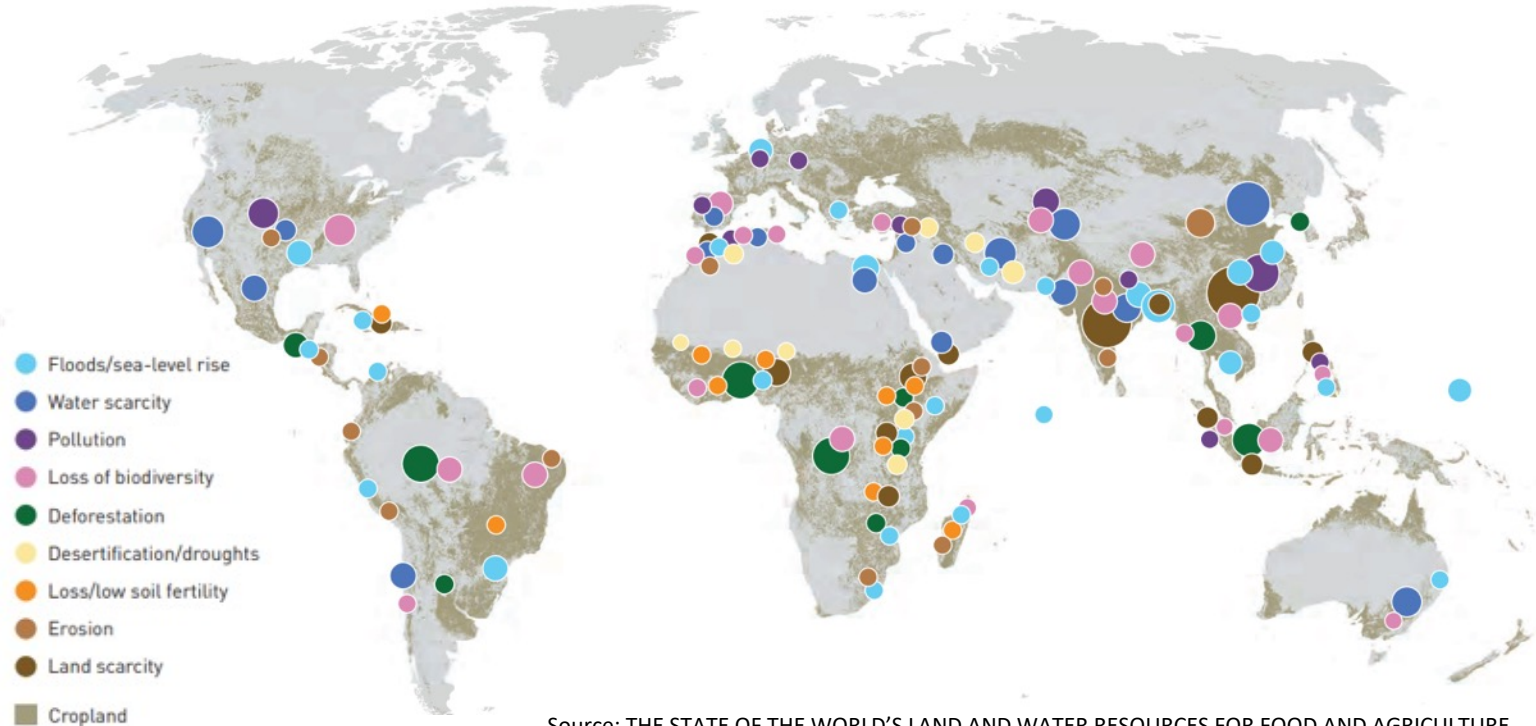 Floods/sea-level rise
Water scarcity
Pollution
Loss of biodiversity
Deforestation
Desertification/droughts
Loss/low soil fertility
Erosion
Land scarcity
Cropland
Source: THE STATE OF THE WORLD'S LAND AND WATER RESOURCES FOR FOOD AND AGRICULTURE